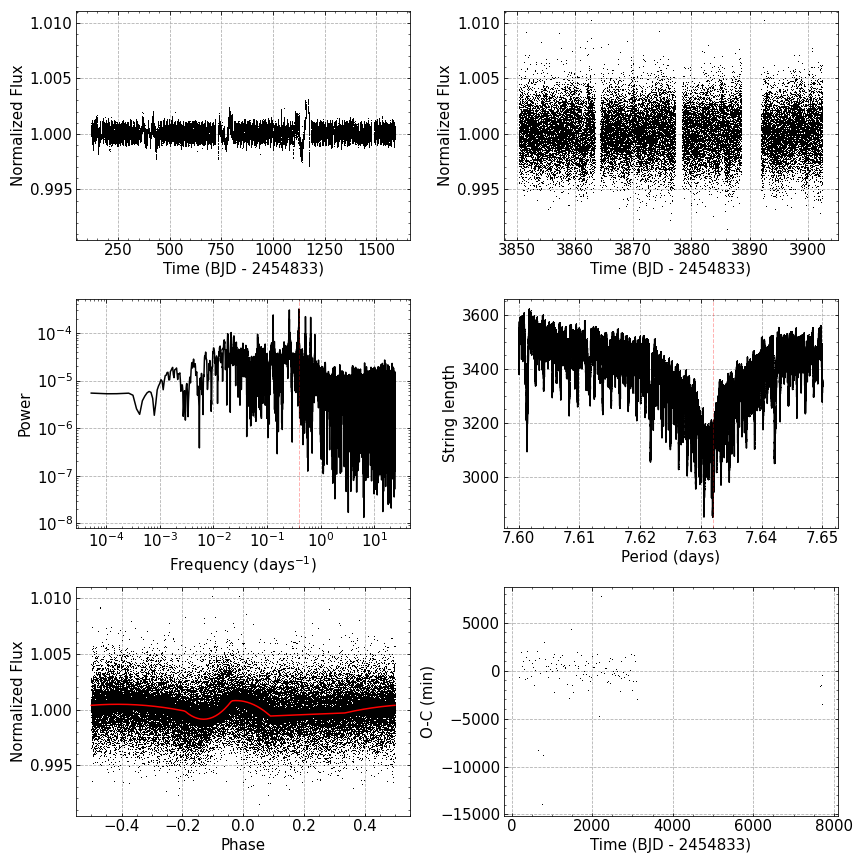 1.010
1.005
1.000
0.995
Normalized Flux
250 500 750 1000 1250 1500
Time (BJD - 2454833)
1.010
1.005
1.000
0.995
Normalized Flux
3850 3860 3870 3880 3890 3900
Time (BJD - 2454833)
10⁻⁴
10⁻⁵
10⁻⁶
10⁻⁷
10⁻⁸
Power
10⁻⁴ 10⁻³ 10⁻² 10⁻¹ 10⁰ 10¹
Frequency (days⁻¹)
3600
3400
3200
3000
String length
7.60 7.61 7.62 7.63 7.64 7.65
Period (days)
1.010
1.005
1.000
0.995
Normalized Flux
−0.4 −0.2 0.0 0.2 0.4
Phase
5000
0
−5000
−10000
−15000
O-C (min)
0 2000 4000 6000 8000
Time (BJD - 2454833)